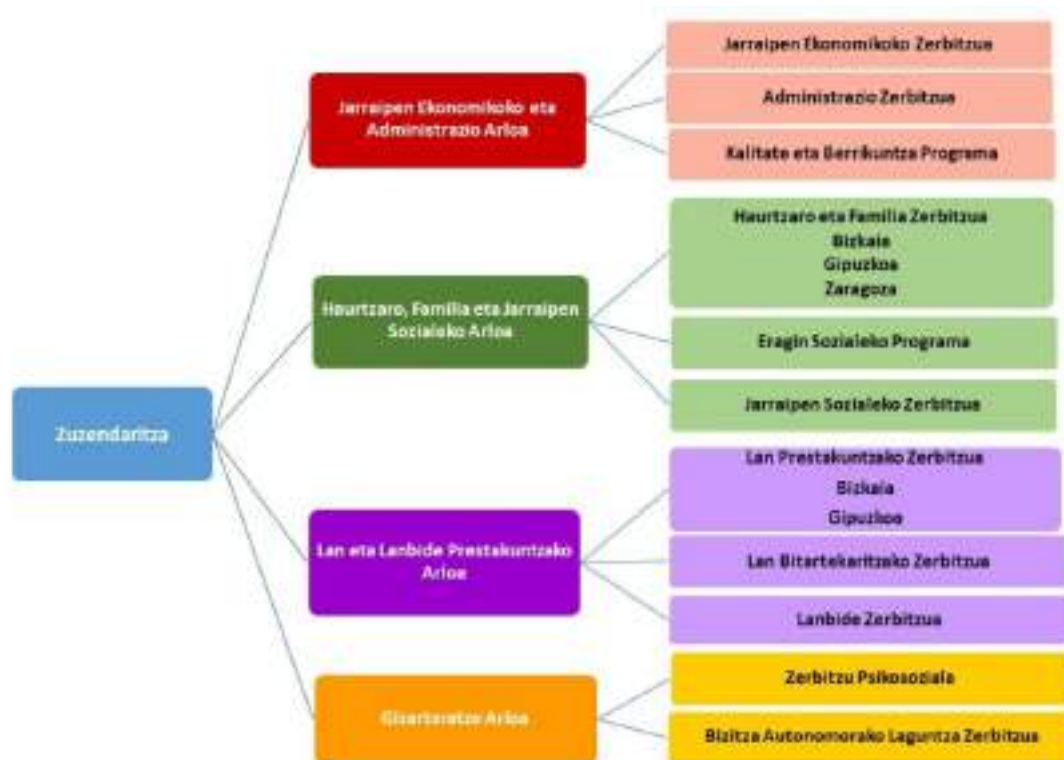 Zuzendaritza
Jarraipen Ekonomikoko eta
Administrazio Arloa
Jarraipen Ekonomikoko Zerbitzua
Administrazio Zerbitzua
Kalitate eta Berrikuntza Programa
Haurtzaro, Familia eta Jarraipen
Sozialeko Arloa
Haurtzaro eta Familia Zerbitzua
Bizkaia
Gipuzkoa
Zaragoza
Eragin Sozialeko Programa
Jarraipen Sozialeko Zerbitzua
Lan eta Lanbide Prestakuntzako
Arloa
Lan Prestakuntzako Zerbitzua
Bizkaia
Gipuzkoa
Lan Bitartekaritzako Zerbitzua
Lanbide Zerbitzua
Gizarteratze Arloa
Zerbitzu Psikosoziala
Bizitza Autonomorako Laguntza Zerbitzua